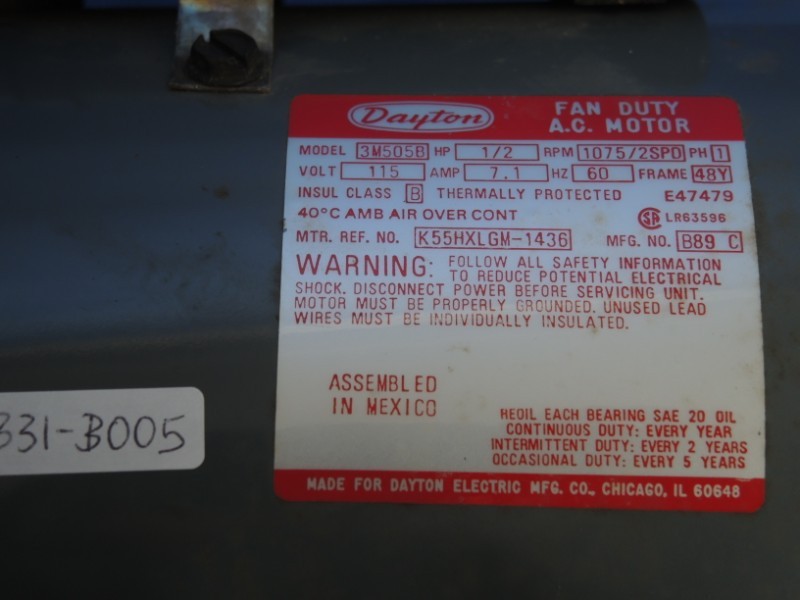 Dayton FAN DUTY
A.C. MOTOR
MODEL 3M505B HP 1/2 RPM 1075/2SPD PH 1
VOLT 115 AMP 7.1 HZ 60 FRAME 48Y
INSUL CLASS B THERMALLY PROTECTED E47479
40°C AMB AIR OVER CONT SA LR63596
MTR. REF. NO. K55HXLGM-1436 MFG. NO. B89 C
WARNING: FOLLOW ALL SAFETY INFORMATION
TO REDUCE POTENTIAL ELECTRICAL
SHOCK. DISCONNECT POWER BEFORE SERVICING UNIT.
MOTOR MUST BE PROPERLY GROUNDED. UNUSED LEAD
WIRES MUST BE INDIVIDUALLY INSULATED.
ASSEMBLED
IN MEXICO
REOIL EACH BEARING SAE 20 OIL
CONTINUOUS DUTY: EVERY YEAR
INTERMITTENT DUTY: EVERY 2 YEARS
OCCASIONAL DUTY: EVERY 5 YEARS
MADE FOR DAYTON ELECTRIC MFG. CO., CHICAGO, IL 60648
331-B005